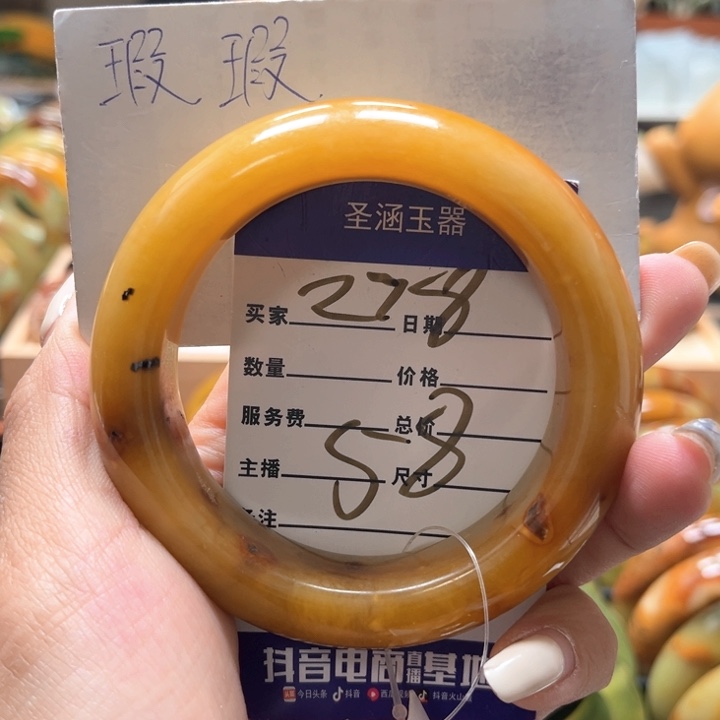 瑕 瑕
圣涵玉器
买家 278 日期
数量 价格
服务费 总价
主播 58 尺寸
注
抖音电商直播基地
今日头条 抖音 西瓜视频 抖音火山